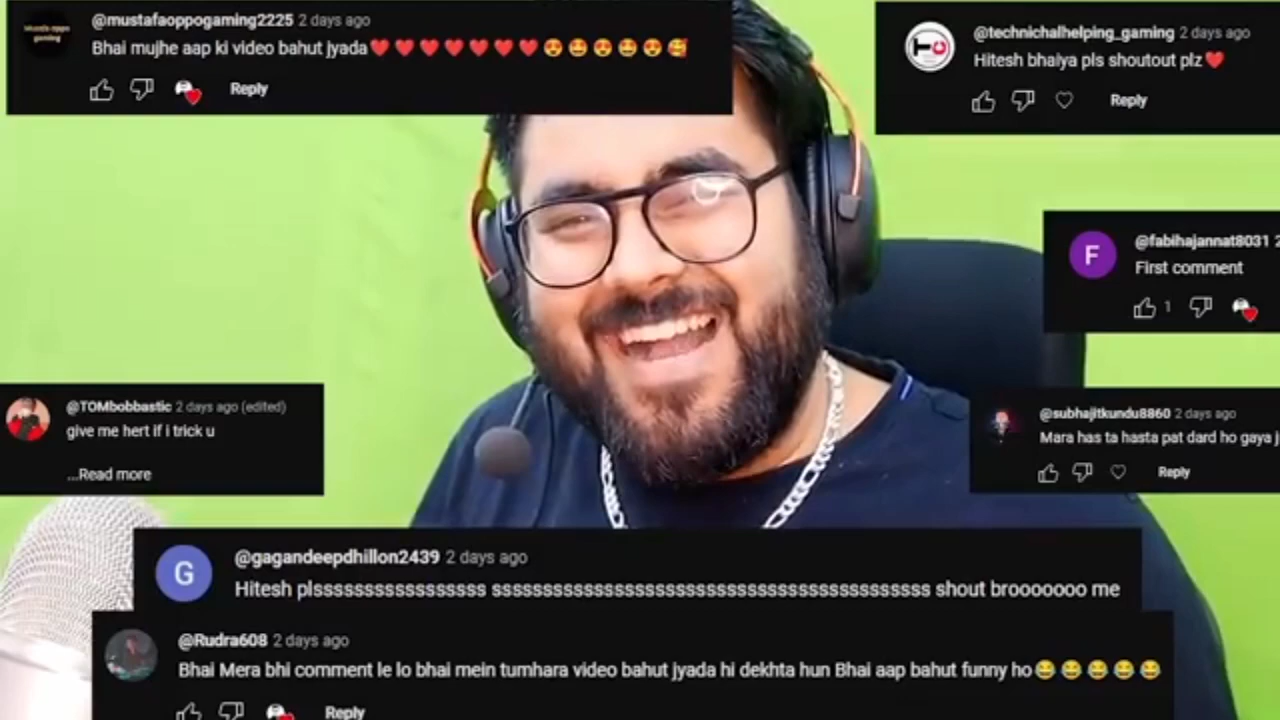 @mustafaoppogaming2225 2 days ago
Bhai mujhe aap ki video bahut jyada❤️❤️❤️❤️❤️❤️❤️😍🤩😍🤩😍🥰
Reply
@technichalhelping_gaming 2 days ago
Hitesh bhaiya pls shoutout plz❤️
Reply
@fabihajannat8031 2
First comment
1
@TOMbobbastic 2 days ago (edited)
give me hert if i trick u
...Read more
@subhajitkundu8860 2 days ago
Mara has ta hasta pat dard ho gaya j
Reply
G @gagandeepdhillon2439 2 days ago
Hitesh plsssssssssssssssss sssssssssssssssssssssssssssssssssssssssssss shout brooooooo me
@Rudra608 2 days ago
Bhai Mera bhi comment le lo bhai mein tumhara video bahut jyada hi dekhta hun Bhai aap bahut funny ho😂😂😂😂😂
Reply